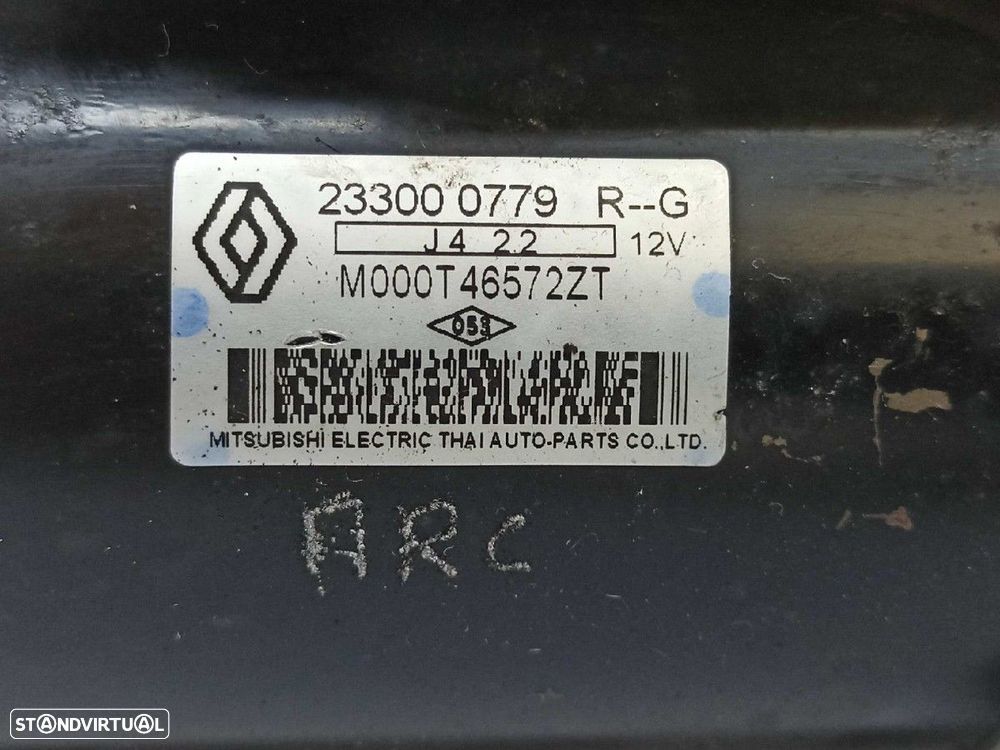 23300 0779 R--G
J4 22 12V
M000T46572ZT
053
MITSUBISHI ELECTRIC THAI AUTO-PARTS CO.,LTD.
ARC
STANDVIRTUAL